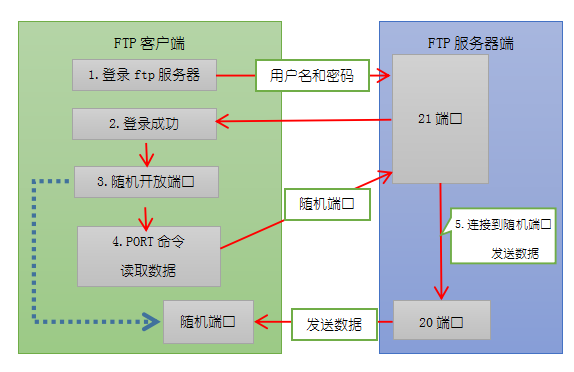 FTP 客户端
FTP 服务器端
1.登录 ftp 服务器
用户名和密码
2.登录成功
21 端口
3.随机开放端口
随机端口
4.PORT 命令
读取数据
5.连接到随机端口
发送数据
随机端口
发送数据
20 端口